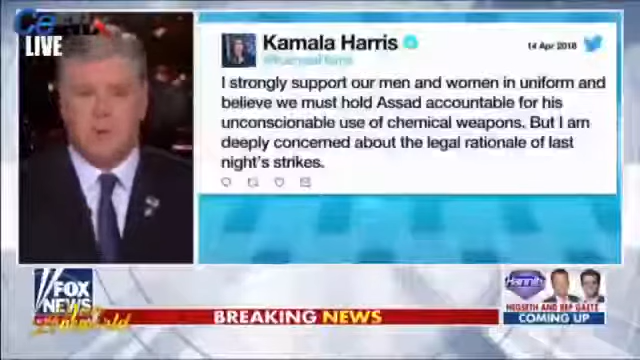 LIVE
Kamala Harris
14 Apr 2018
I strongly support our men and women in uniform and
believe we must hold Assad accountable for his
unconscionable use of chemical weapons. But I am
deeply concerned about the legal rationale of last
night's strikes.
FOX
NEWS
BREAKING NEWS
Hannity
HEGSETH AND REP GAETZ
COMING UP